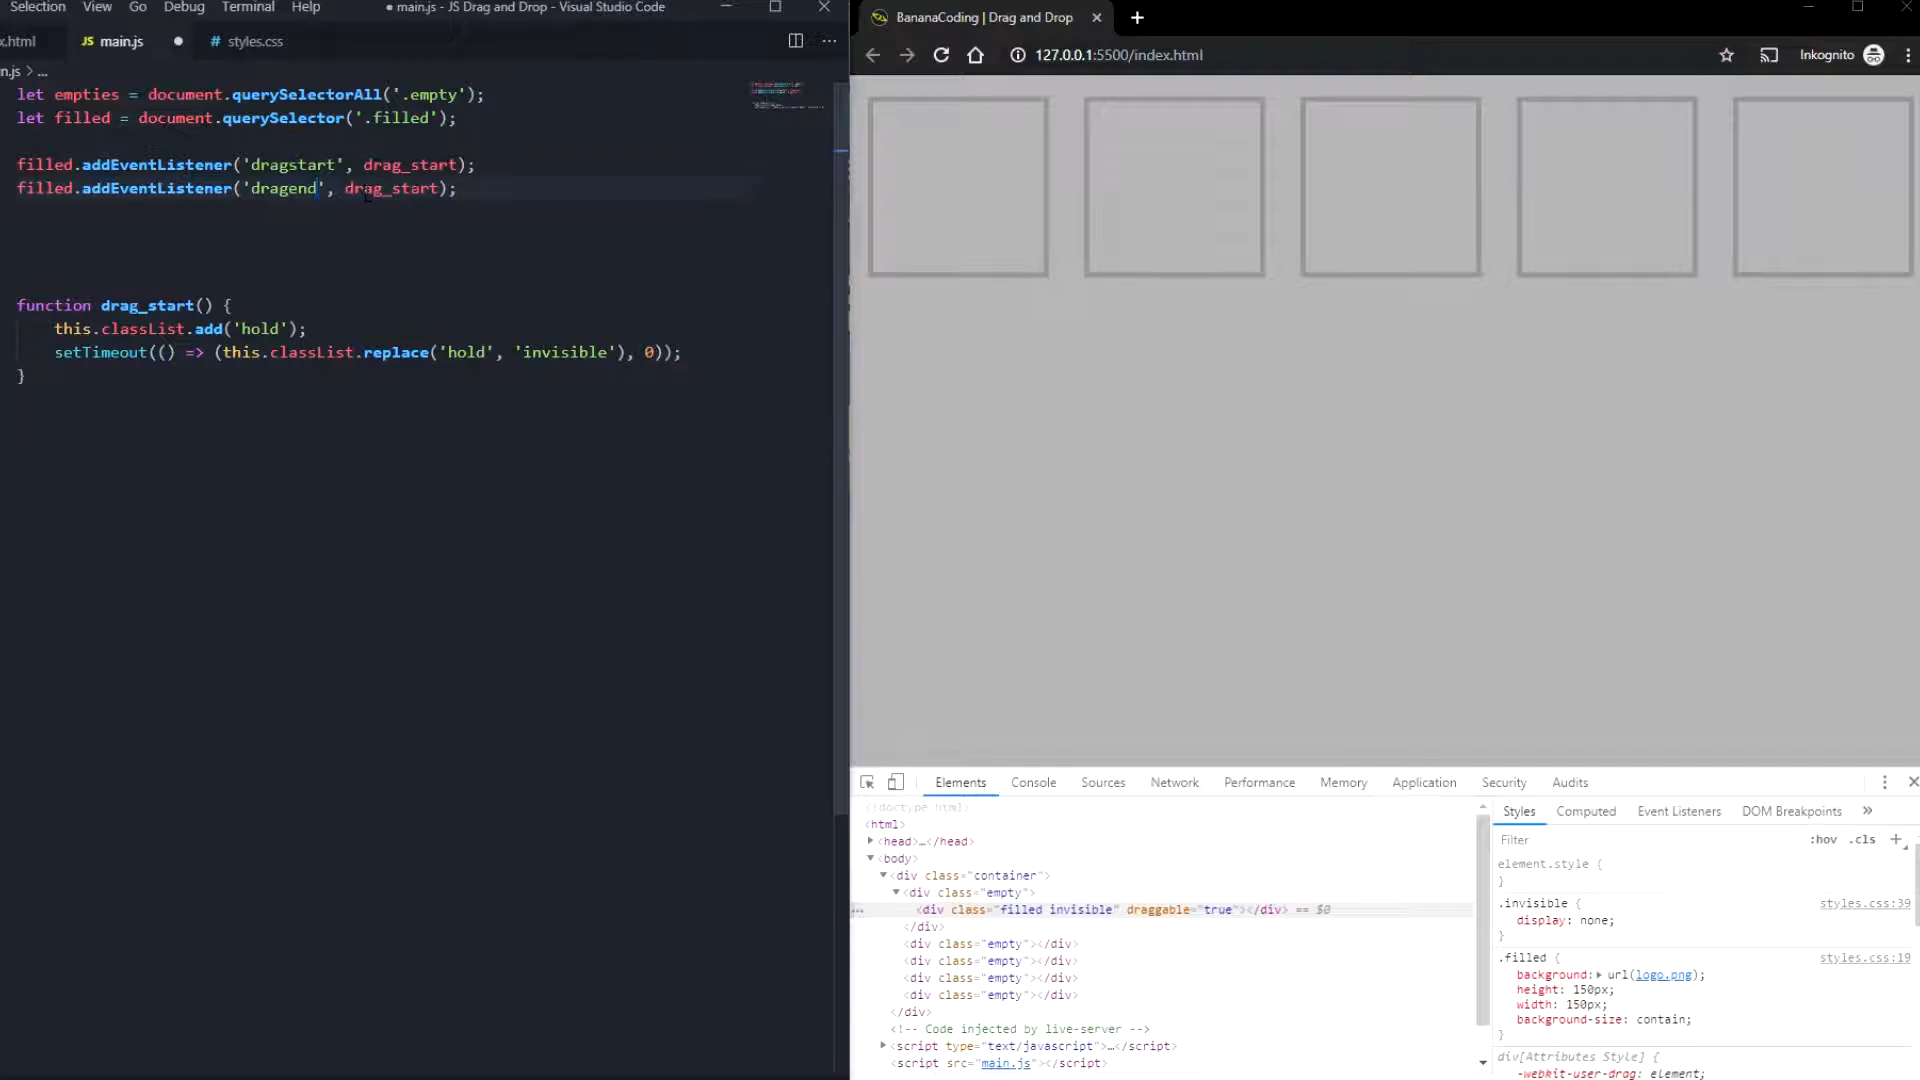 Selection View Go Debug Terminal Help ● main.js - JS Drag and Drop - Visual Studio Code
x.html JS main.js ● # styles.css ...
n.js > ...
let empties = document.querySelectorAll('.empty');
let filled = document.querySelector('.filled');
filled.addEventListener('dragstart', drag_start);
filled.addEventListener('dragend', drag_start);
function drag_start() {
this.classList.add('hold');
setTimeout(() => (this.classList.replace('hold', 'invisible'), 0));
}
BananaCoding | Drag and Drop
127.0.0.1:5500/index.html
Inkognito
Elements Console Sources Network Performance Memory Application Security Audits
<!doctype html>
<html>
<head>…</head>
<body>
<div class="container">
<div class="empty">
... <div class="filled invisible" draggable="true"></div> == $0
</div>
<div class="empty"></div>
<div class="empty"></div>
<div class="empty"></div>
<div class="empty"></div>
</div>
<!-- Code injected by live-server -->
<script type="text/javascript">…</script>
<script src="main.js"></script>
Styles Computed Event Listeners DOM Breakpoints »
Filter :hov .cls +
element.style {
}
.invisible { styles.css:39
display: none;
}
.filled { styles.css:19
background: url(logo.png);
height: 150px;
width: 150px;
background-size: contain;
}
div[Attributes Style] {
-webkit-user-drag: element;